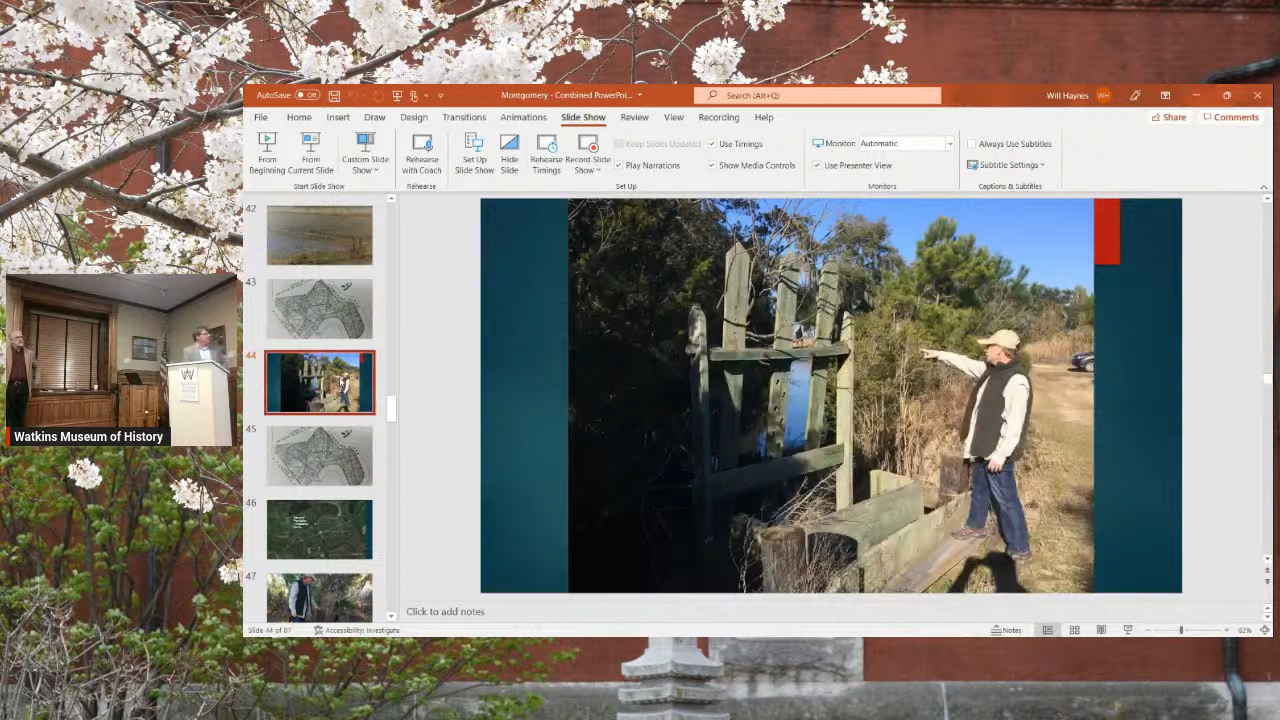 AutoSave Off Montgomery - Combined PowerPoi... Search (Alt+Q) Will Haynes WH
File Home Insert Draw Design Transitions Animations Slide Show Review View Recording Help Share Comments
From Beginning
From Current Slide
Custom Slide Show
Start Slide Show
Rehearse with Coach
Rehearse
Set Up Slide Show
Hide Slide
Rehearse Timings
Record Slide Show
Keep Slides Updated
Play Narrations
Use Timings
Show Media Controls
Set Up
Monitor: Automatic
Use Presenter View
Monitors
Always Use Subtitles
Subtitle Settings
Captions & Subtitles
42
43
44
45
46
47
Watkins Museum of History
Click to add notes
Slide 44 of 87 Accessibility: Investigate Notes 82%